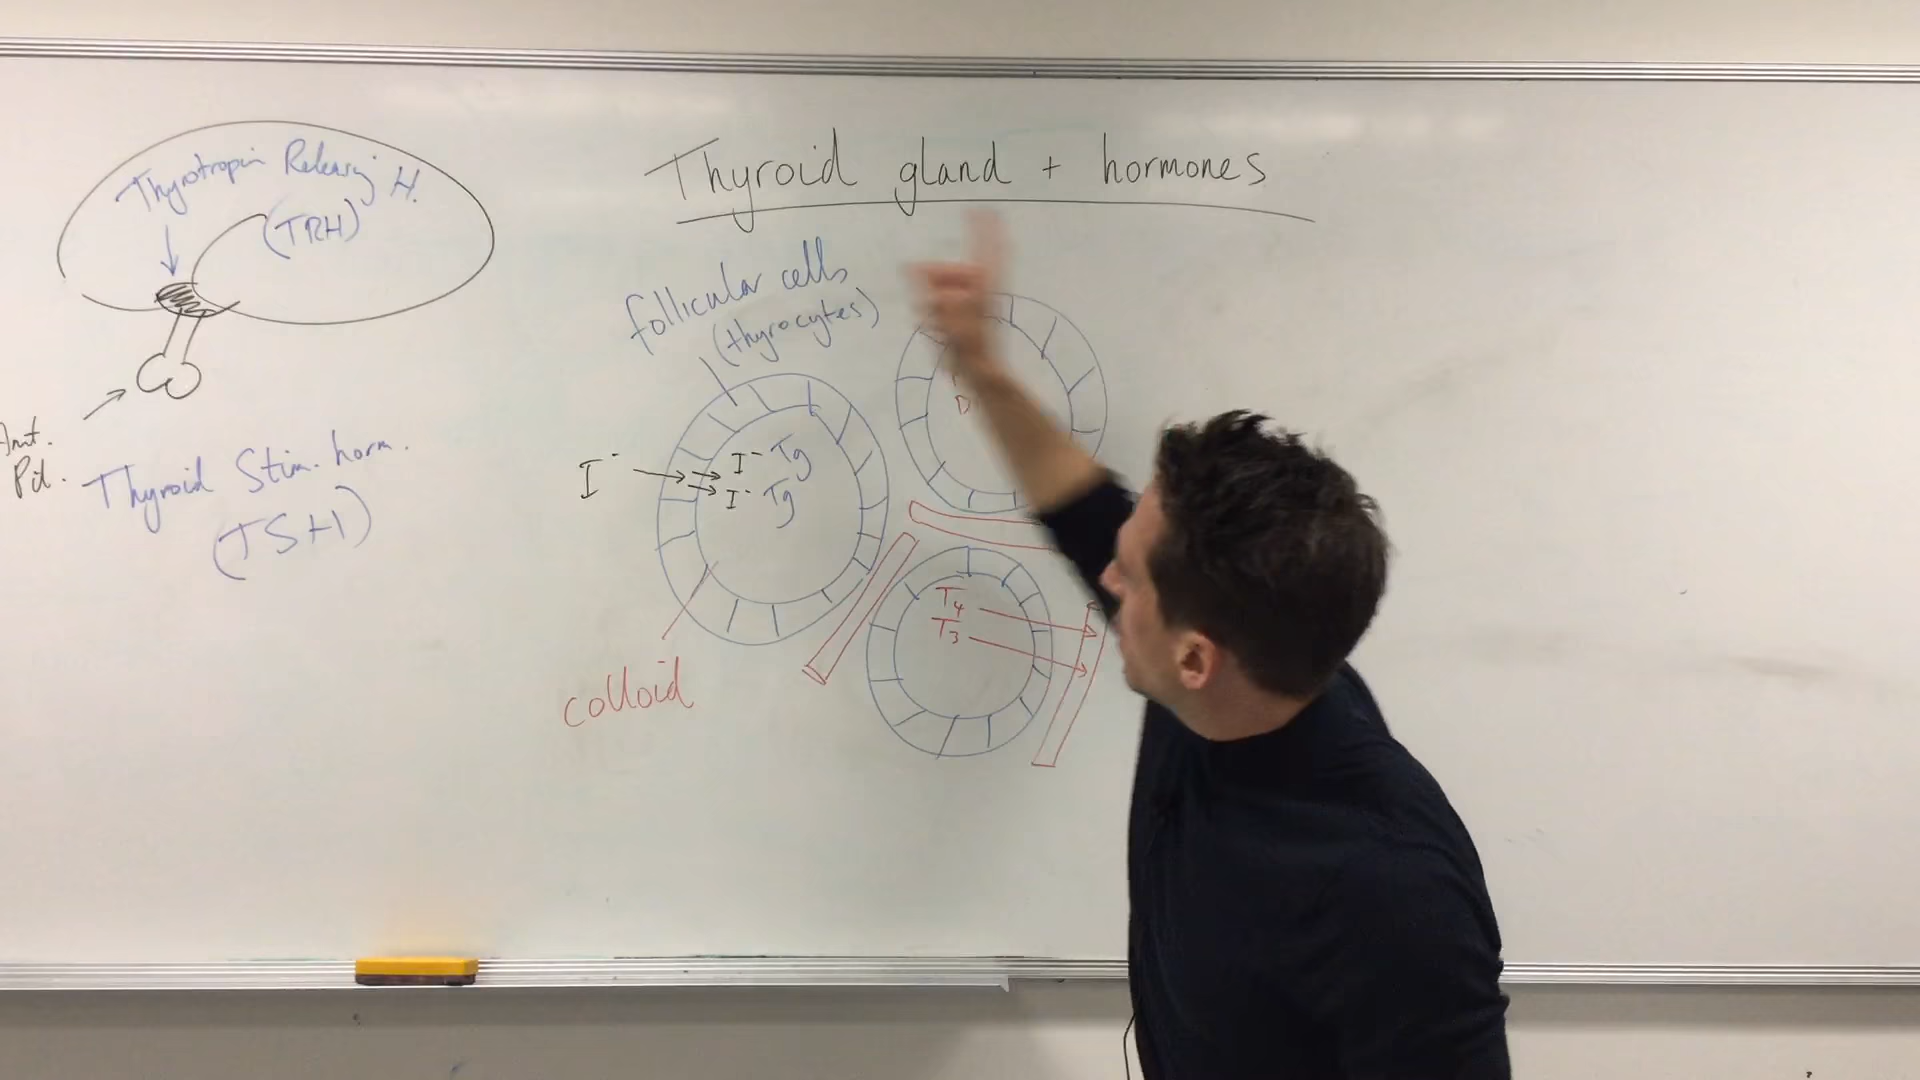 Thyroid gland + hormones
Thyrotropin Releasing H.
(TRH)
Ant.
Pit.
Thyroid Stim. horm.
(TSH)
follicular cells
(thyrocytes)
I⁻
I⁻ Tg
I⁻ Tg
colloid
D
T₄
T₃